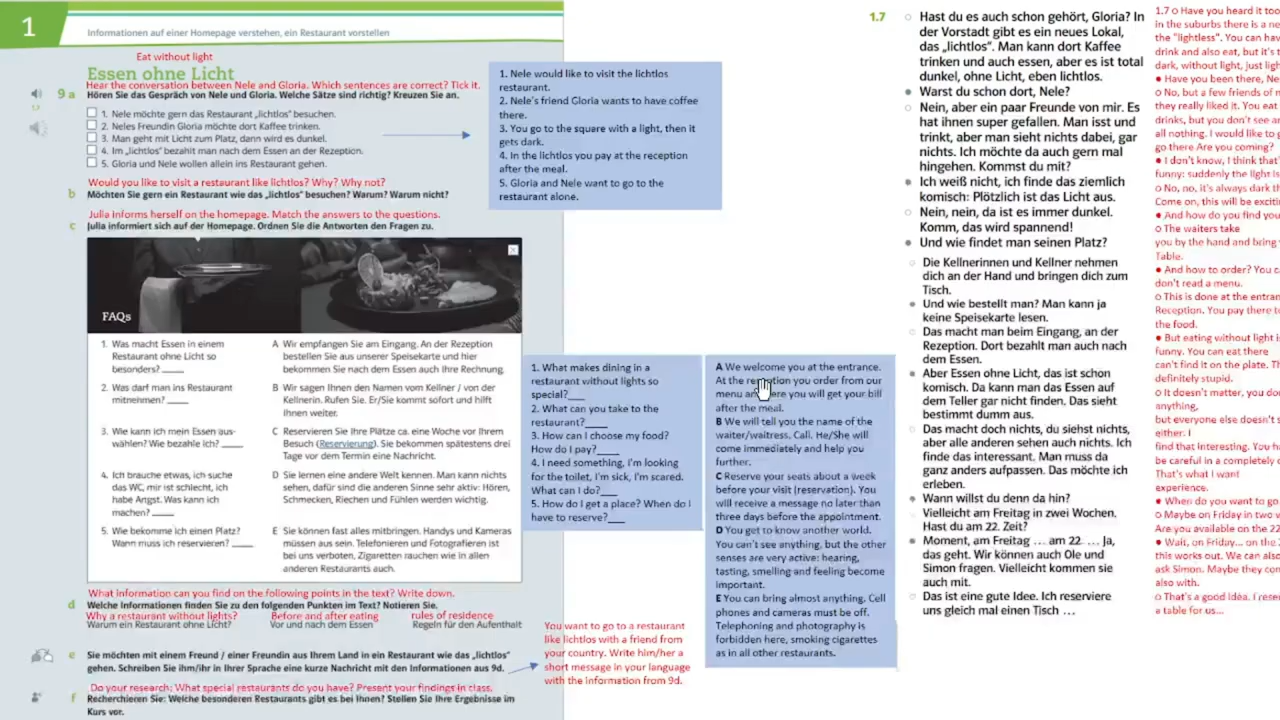 1
Informationen auf einer Homepage verstehen, ein Restaurant vorstellen
Eat without light
Essen ohne Licht
Hear the conversation between Nele and Gloria. Which sentences are correct? Tick it.
9 a Hören Sie das Gespräch von Nele und Gloria. Welche Sätze sind richtig? Kreuzen Sie an.
1. Nele möchte gern das Restaurant „lichtlos" besuchen.
2. Neles Freundin Gloria möchte dort Kaffee trinken.
3. Man geht mit Licht zum Platz, dann wird es dunkel.
4. Im „lichtlos" bezahlt man nach dem Essen an der Rezeption.
5. Gloria und Nele wollen allein ins Restaurant gehen.
1. Nele would like to visit the lichtlos
restaurant.
2. Nele's friend Gloria wants to have coffee
there.
3. You go to the square with a light, then it
gets dark.
4. In the lichtlos you pay at the reception
after the meal.
5. Gloria and Nele want to go to the
restaurant alone.
Would you like to visit a restaurant like lichtlos? Why? Why not?
b Möchten Sie gern ein Restaurant wie das „lichtlos" besuchen? Warum? Warum nicht?
Julia informs herself on the homepage. Match the answers to the questions.
c Julia informiert sich auf der Homepage. Ordnen Sie die Antworten den Fragen zu.
FAQs
1. Was macht Essen in einem
Restaurant ohne Licht so
besonders? ____
2. Was darf man ins Restaurant
mitnehmen? ____
3. Wie kann ich mein Essen aus-
wählen? Wie bezahle ich? ____
4. Ich brauche etwas, ich suche
das WC, mir ist schlecht, ich
habe Angst. Was kann ich
machen? ____
5. Wie bekomme ich einen Platz?
Wann muss ich reservieren? ____
A Wir empfangen Sie am Eingang. An der Rezeption
bestellen Sie aus unserer Speisekarte und hier
bekommen Sie nach dem Essen auch Ihre Rechnung.
B Wir sagen Ihnen den Namen vom Kellner / von der
Kellnerin. Rufen Sie. Er/Sie kommt sofort und hilft
Ihnen weiter.
C Reservieren Sie Ihre Plätze ca. eine Woche vor Ihrem
Besuch (Reservierung). Sie bekommen spätestens drei
Tage vor dem Termin eine Nachricht.
D Sie lernen eine andere Welt kennen. Man kann nichts
sehen, dafür sind die anderen Sinne sehr aktiv: Hören,
Schmecken, Riechen und Fühlen werden wichtig.
E Sie können fast alles mitbringen. Handys und Kameras
müssen aus sein. Telefonieren und Fotografieren ist
bei uns verboten, Zigaretten rauchen wie in allen
anderen Restaurants auch.
1. What makes dining in a
restaurant without lights so
special?___
2. What can you take to the
restaurant?____
3. How can I choose my food?
How do I pay?____
4. I need something, I'm looking
for the toilet, I'm sick, I'm scared.
What can I do?___
5. How do I get a place? When do I
have to reserve?___
A We welcome you at the entrance.
At the reception you order from our
menu and here you will get your bill
after the meal.
B We will tell you the name of the
waiter/waitress. Call. He/She will
come immediately and help you
further.
C Reserve your seats about a week
before your visit (reservation). You
will receive a message no later than
three days before the appointment.
D You get to know another world.
You can't see anything, but the other
senses are very active: hearing,
tasting, smelling and feeling become
important.
E You can bring almost anything. Cell
phones and cameras must be off.
Telephoning and photography is
forbidden here, smoking cigarettes
as in all other restaurants.
What information can you find on the following points in the text? Write down.
d Welche Informationen finden Sie zu den folgenden Punkten im Text? Notieren Sie.
Why a restaurant without lights? Before and after eating rules of residence
Warum ein Restaurant ohne Licht? Vor und nach dem Essen Regeln für den Aufenthalt
e Sie möchten mit einem Freund / einer Freundin aus Ihrem Land in ein Restaurant wie das „lichtlos"
gehen. Schreiben Sie ihm/ihr in Ihrer Sprache eine kurze Nachricht mit den Informationen aus 9d.
You want to go to a restaurant
like lichtlos with a friend from
your country. Write him/her a
short message in your language
with the information from 9d.
Do your research: What special restaurants do you have? Present your findings in class.
f Recherchieren Sie: Welche besonderen Restaurants gibt es bei Ihnen? Stellen Sie Ihre Ergebnisse im
Kurs vor.
1.7
Hast du es auch schon gehört, Gloria? In
der Vorstadt gibt es ein neues Lokal,
das „lichtlos". Man kann dort Kaffee
trinken und auch essen, aber es ist total
dunkel, ohne Licht, eben lichtlos.
Warst du schon dort, Nele?
Nein, aber ein paar Freunde von mir. Es
hat ihnen super gefallen. Man isst und
trinkt, aber man sieht nichts dabei, gar
nichts. Ich möchte da auch gern mal
hingehen. Kommst du mit?
Ich weiß nicht, ich finde das ziemlich
komisch: Plötzlich ist das Licht aus.
Nein, nein, da ist es immer dunkel.
Komm, das wird spannend!
Und wie findet man seinen Platz?
Die Kellnerinnen und Kellner nehmen
dich an der Hand und bringen dich zum
Tisch.
Und wie bestellt man? Man kann ja
keine Speisekarte lesen.
Das macht man beim Eingang, an der
Rezeption. Dort bezahlt man auch nach
dem Essen.
Aber Essen ohne Licht, das ist schon
komisch. Da kann man das Essen auf
dem Teller gar nicht finden. Das sieht
bestimmt dumm aus.
Das macht doch nichts, du siehst nichts,
aber alle anderen sehen auch nichts. Ich
finde das interessant. Man muss da
ganz anders aufpassen. Das möchte ich
erleben.
Wann willst du denn da hin?
Vielleicht am Freitag in zwei Wochen.
Hast du am 22. Zeit?
Moment, am Freitag … am 22 … Ja,
das geht. Wir können auch Ole und
Simon fragen. Vielleicht kommen sie
auch mit.
Das ist eine gute Idee. Ich reserviere
uns gleich mal einen Tisch …
1.7 o Have you heard it too
in the suburbs there is a
the "lightless". You can
drink and also eat, but it's
dark, without light, just
● Have you been there,
o No, but a few friends of
they really liked it. You eat
drinks, but you don't see
all nothing. I would like to
go there Are you coming?
● I don't know, I think that'
funny: suddenly the light is
o No, no, it's always dark
Come on, this will be
● And how do you find
o The waiters take
you by the hand and bring
Table.
● And how to order? You
don't read a menu.
o This is done at the
Reception. You pay there
the food.
● But eating without light
funny. You can eat there
can't find it on the plate.
definitely stupid.
o It doesn't matter, you
anything,
but everyone else doesn't
either. I
find that interesting. You
be careful in a completely
That's what I want
experience.
● When do you want to go
o Maybe on Friday in two
Are you available on the 22
● Wait, on Friday... on the
this works out. We can also
ask Simon. Maybe they
also with.
o That's a good idea. I
a table for us...